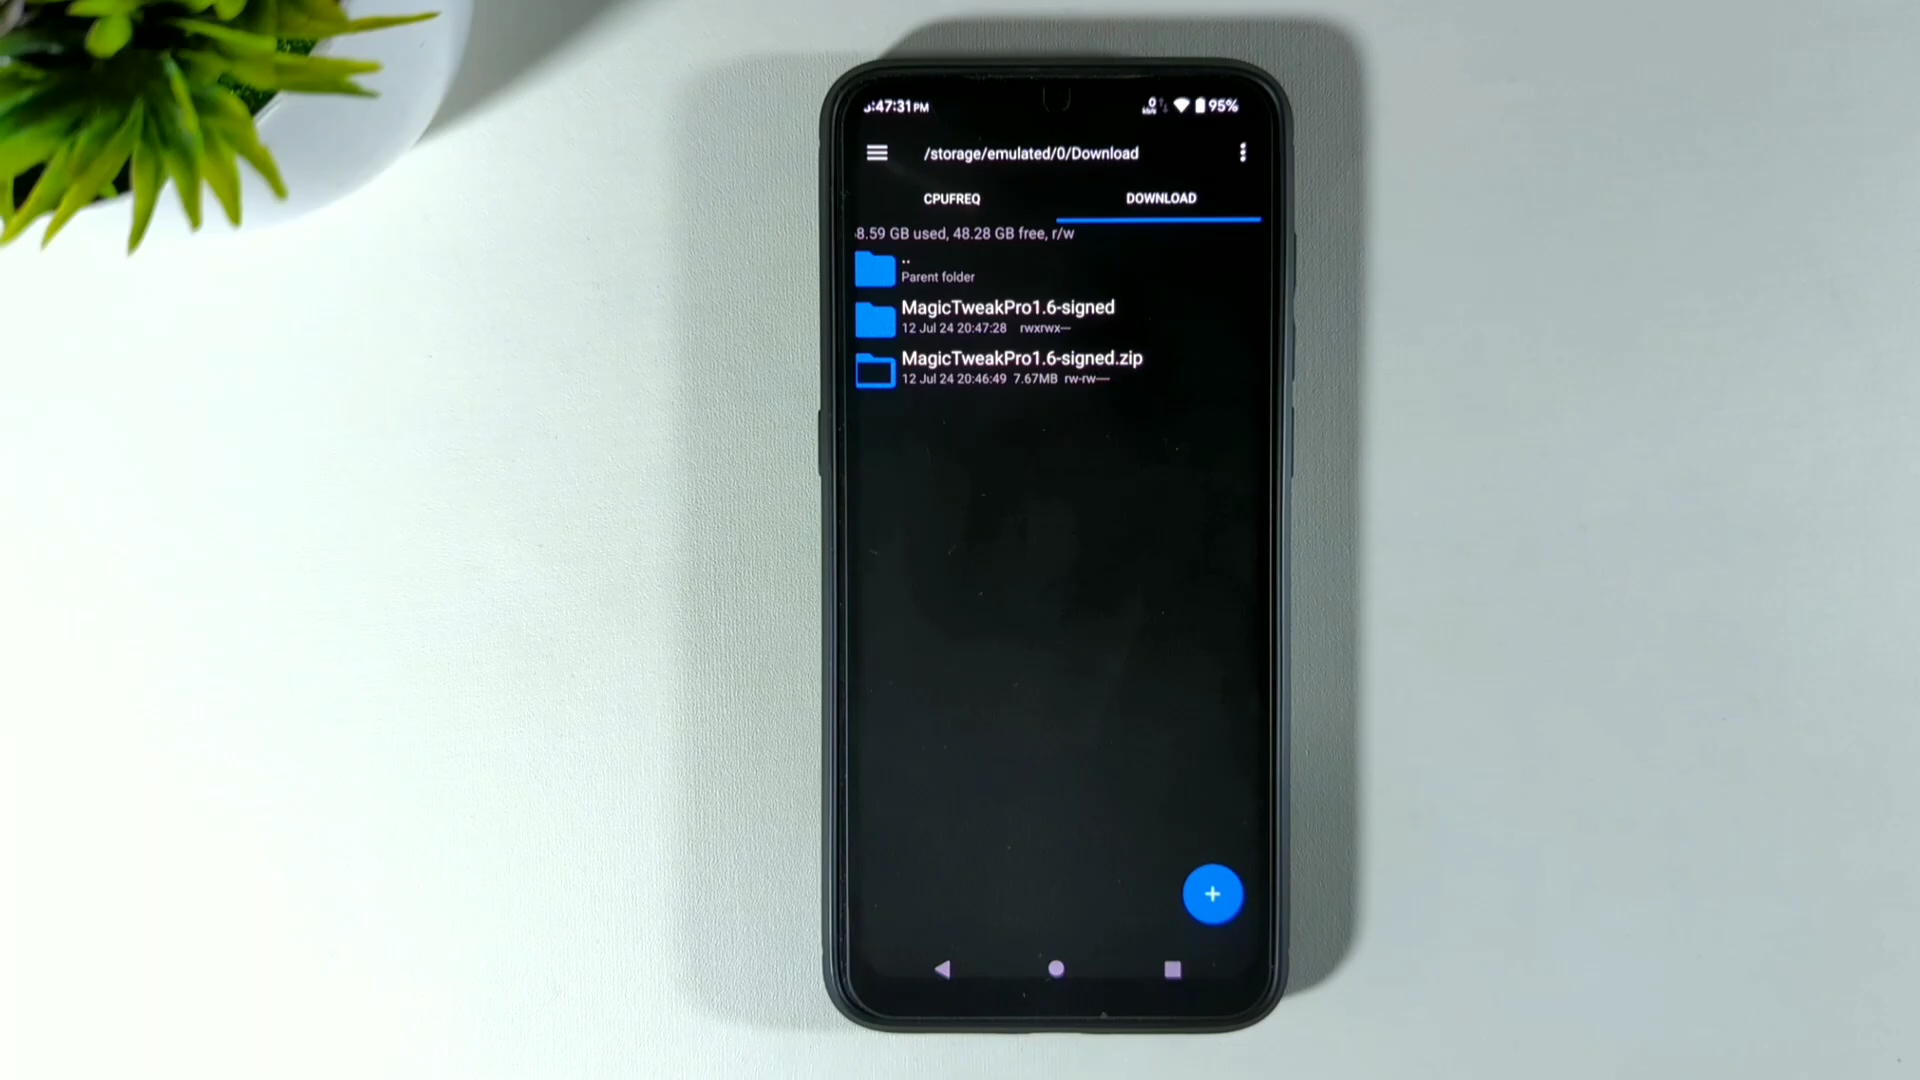 :47:31 PM 95%
/storage/emulated/0/Download
CPUFREQ DOWNLOAD
8.59 GB used, 48.28 GB free, r/w
..
Parent folder
MagicTweakPro1.6-signed
12 Jul 24 20:47:28 rwxrwx---
MagicTweakPro1.6-signed.zip
12 Jul 24 20:46:49 7.67MB rw-rw----
+